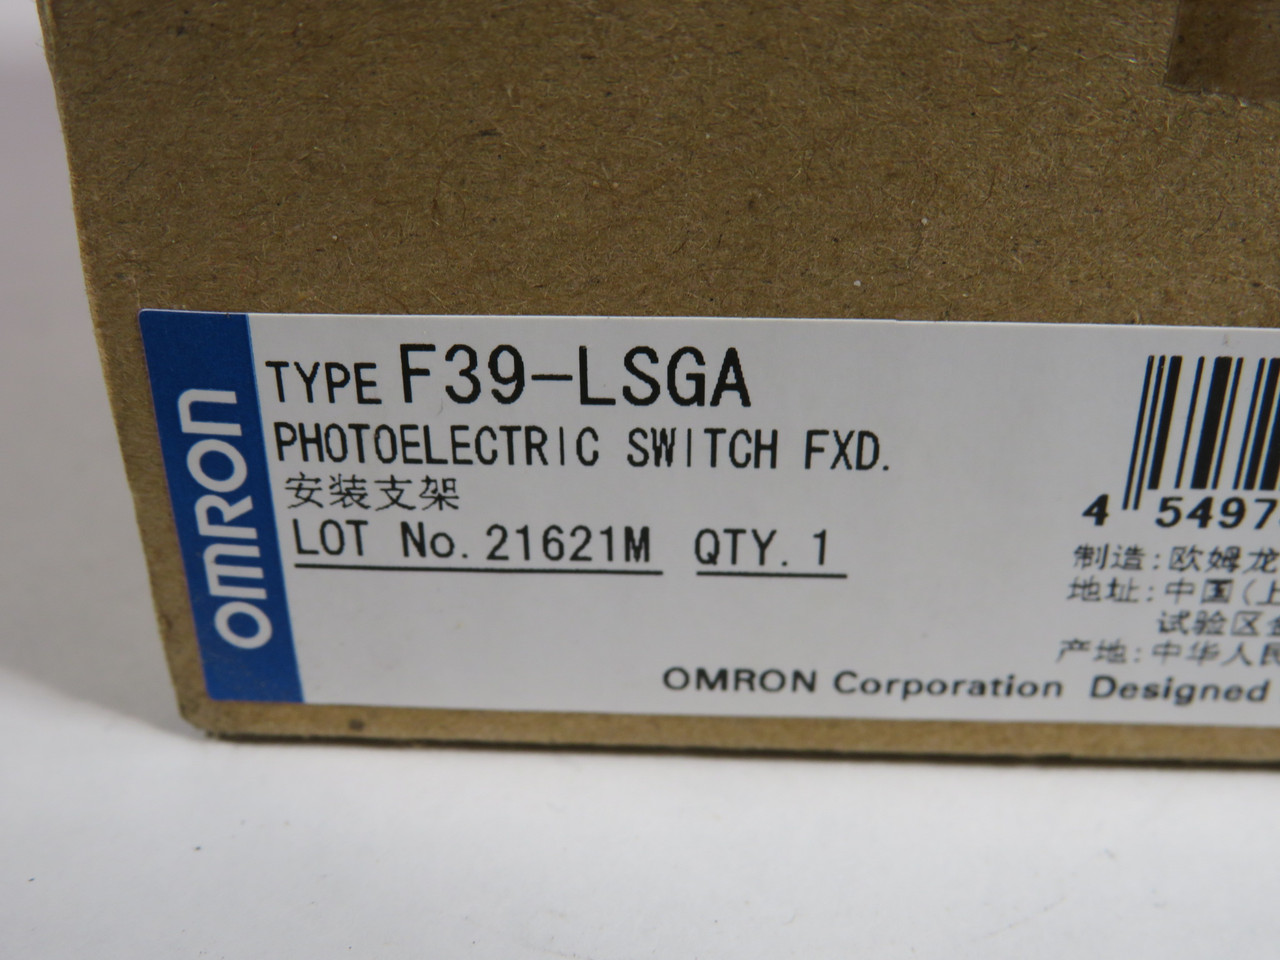 OMRON
TYPE F39-LSGA
PHOTOELECTRIC SWITCH FXD.
安装支架
LOT No. 21621M QTY. 1
4 5497
制造:欧姆龙
地址:中国(上
试验区
产地:中华人民
OMRON Corporation Designed